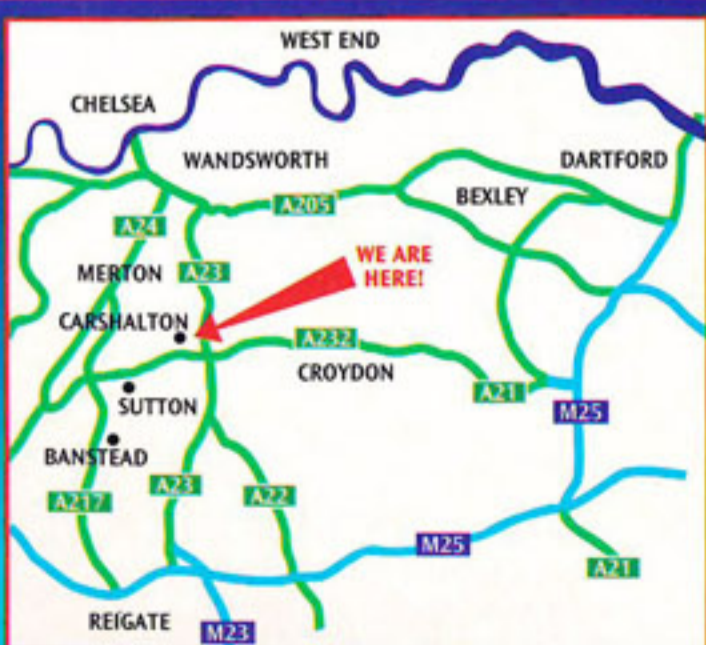 WEST END
CHELSEA
WANDSWORTH
DARTFORD
A205
BEXLEY
A24
MERTON
A23
WE ARE
HERE!
CARSHALTON
A232
CROYDON
A21
SUTTON
M25
BANSTEAD
A217
A23
A22
M25
A21
REIGATE
M23